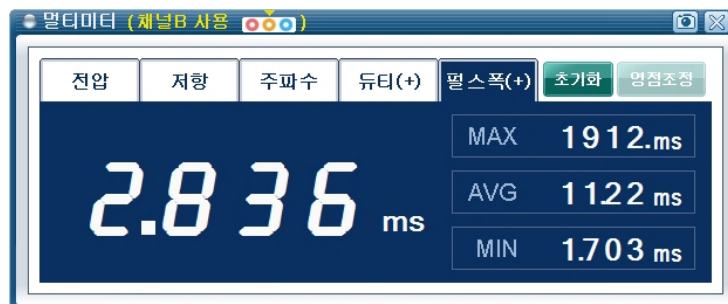 멀티미터 (채널B 사용 )
전압 저항 주파수 듀티(+) 펄스폭(+) 초기화 영점조정
2.836 ms
MAX 1912.ms
AVG 11.22 ms
MIN 1.703 ms